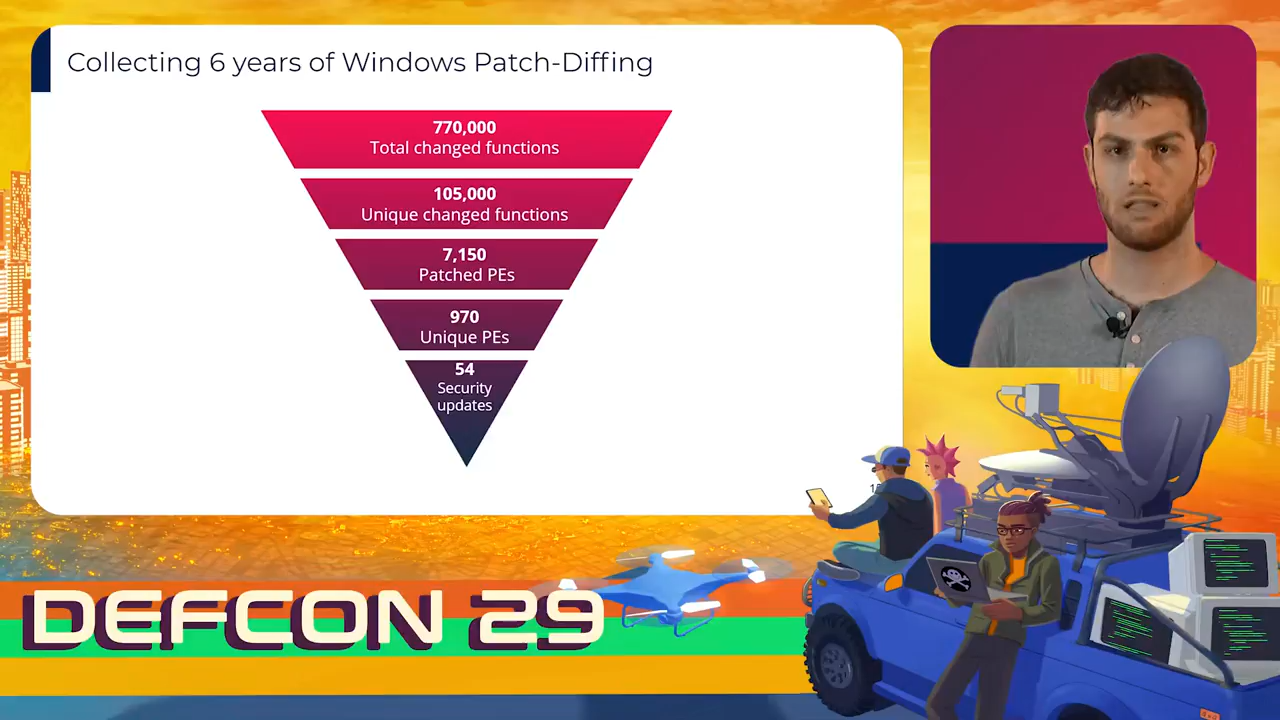 Collecting 6 years of Windows Patch-Diffing
770,000
Total changed functions
105,000
Unique changed functions
7,150
Patched PEs
970
Unique PEs
54
Security
updates
DEFCON 29